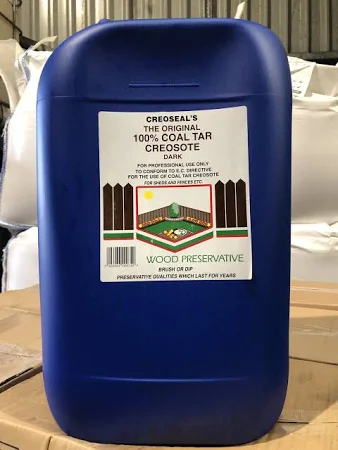 CREOSEAL'S
THE ORIGINAL
100% COAL TAR
CREOSOTE
DARK
FOR PROFESSIONAL USE ONLY
TO CONFORM TO E.C. DIRECTIVE
FOR THE USE OF COAL TAR CREOSOTE
FOR SHEDS AND FENCES ETC.
WOOD PRESERVATIVE
BRUSH OR DIP
PRESERVATIVE QUALITIES WHICH LAST FOR YEARS